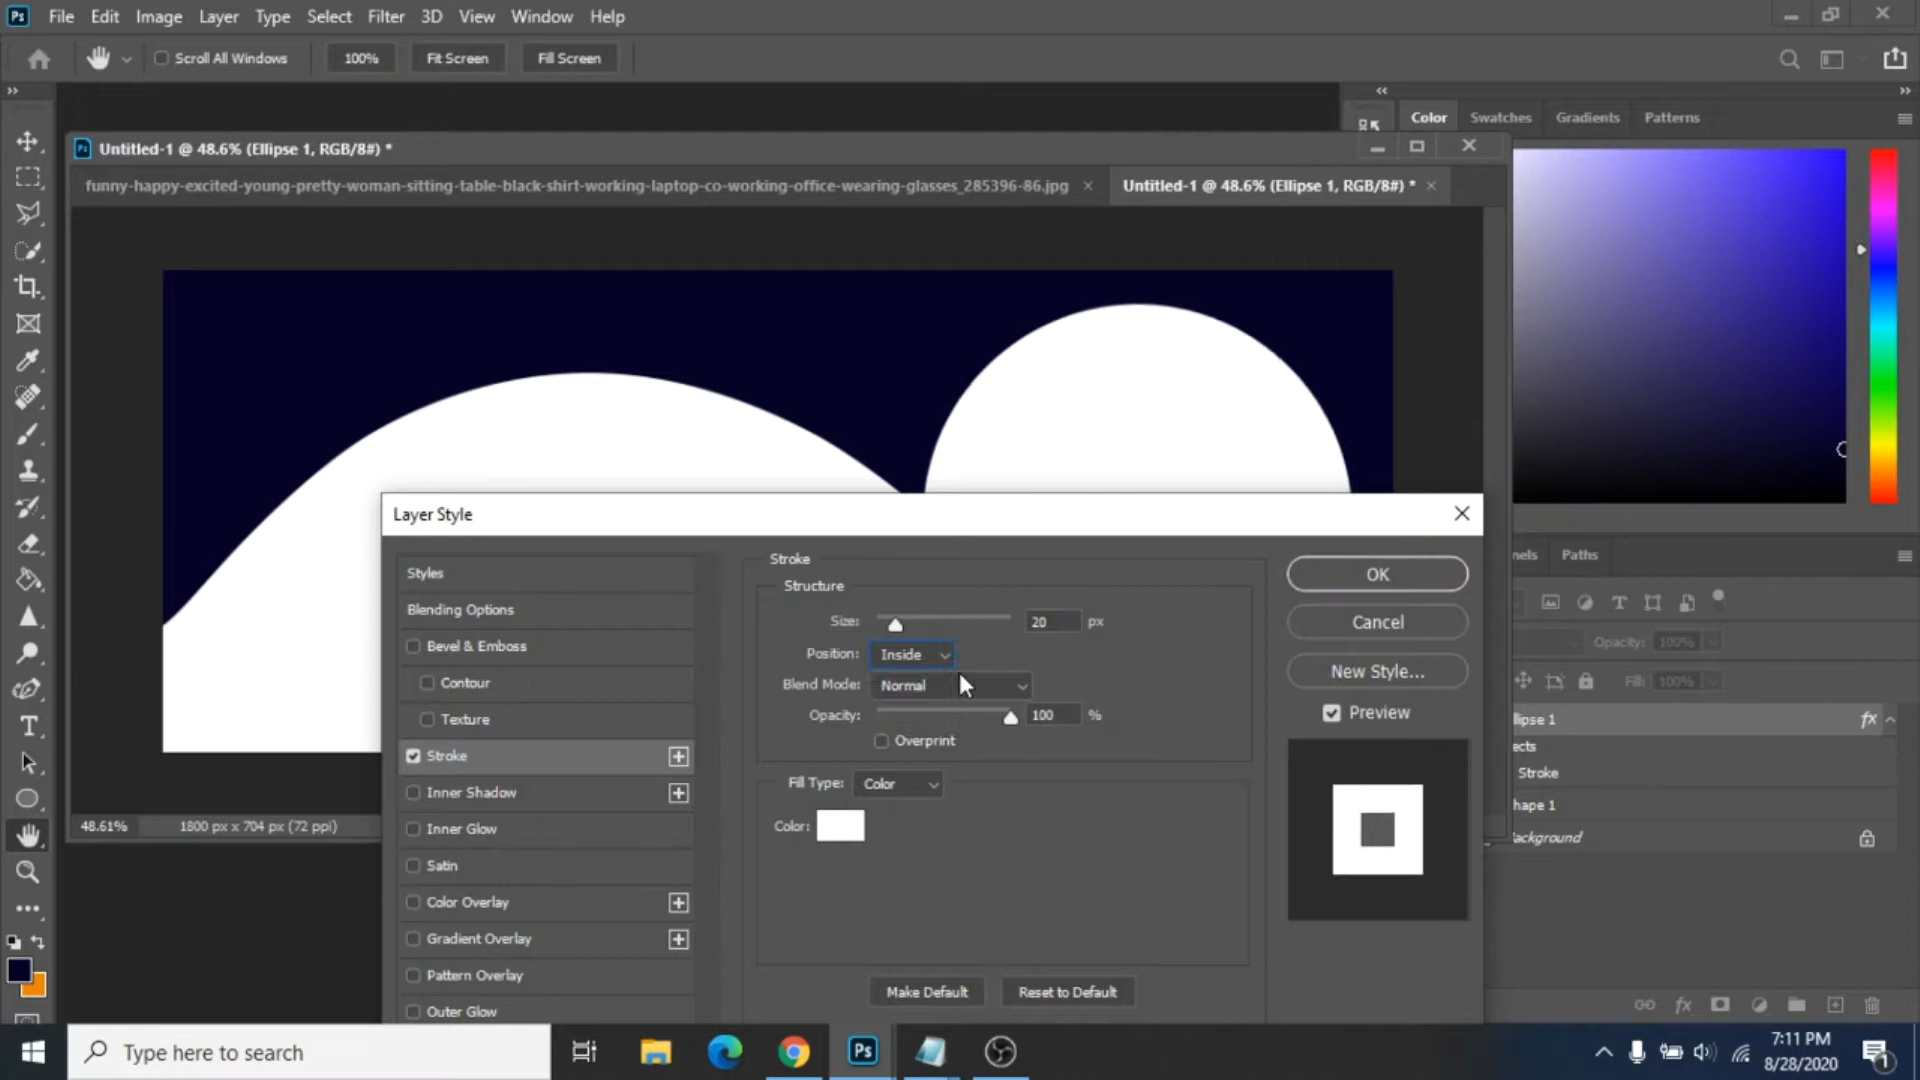 Ps File Edit Image Layer Type Select Filter 3D View Window Help
Scroll All Windows 100% Fit Screen Fill Screen
Color Swatches Gradients Patterns
Ps Untitled-1 @ 48.6% (Ellipse 1, RGB/8#) *
funny-happy-excited-young-pretty-woman-sitting-table-black-shirt-working-laptop-co-working-office-wearing-glasses_285396-86.jpg Untitled-1 @ 48.6% (Ellipse 1, RGB/8#) *
Layer Style
Styles
Blending Options
Bevel & Emboss
Contour
Texture
Stroke
Inner Shadow
Inner Glow
Satin
Color Overlay
Gradient Overlay
Pattern Overlay
Outer Glow
Stroke
Structure
Size: 20 px
Position: Inside
Blend Mode: Normal
Opacity: 100 %
Overprint
Fill Type: Color
Color:
Make Default Reset to Default
OK
Cancel
New Style...
Preview
nels Paths
Opacity: 100%
Fill: 100%
llipse 1 fx
ects
Stroke
hape 1
ackground
fx
48.61% 1800 px x 704 px (72 ppi)
Type here to search
Ps
7:11 PM
8/28/2020
1